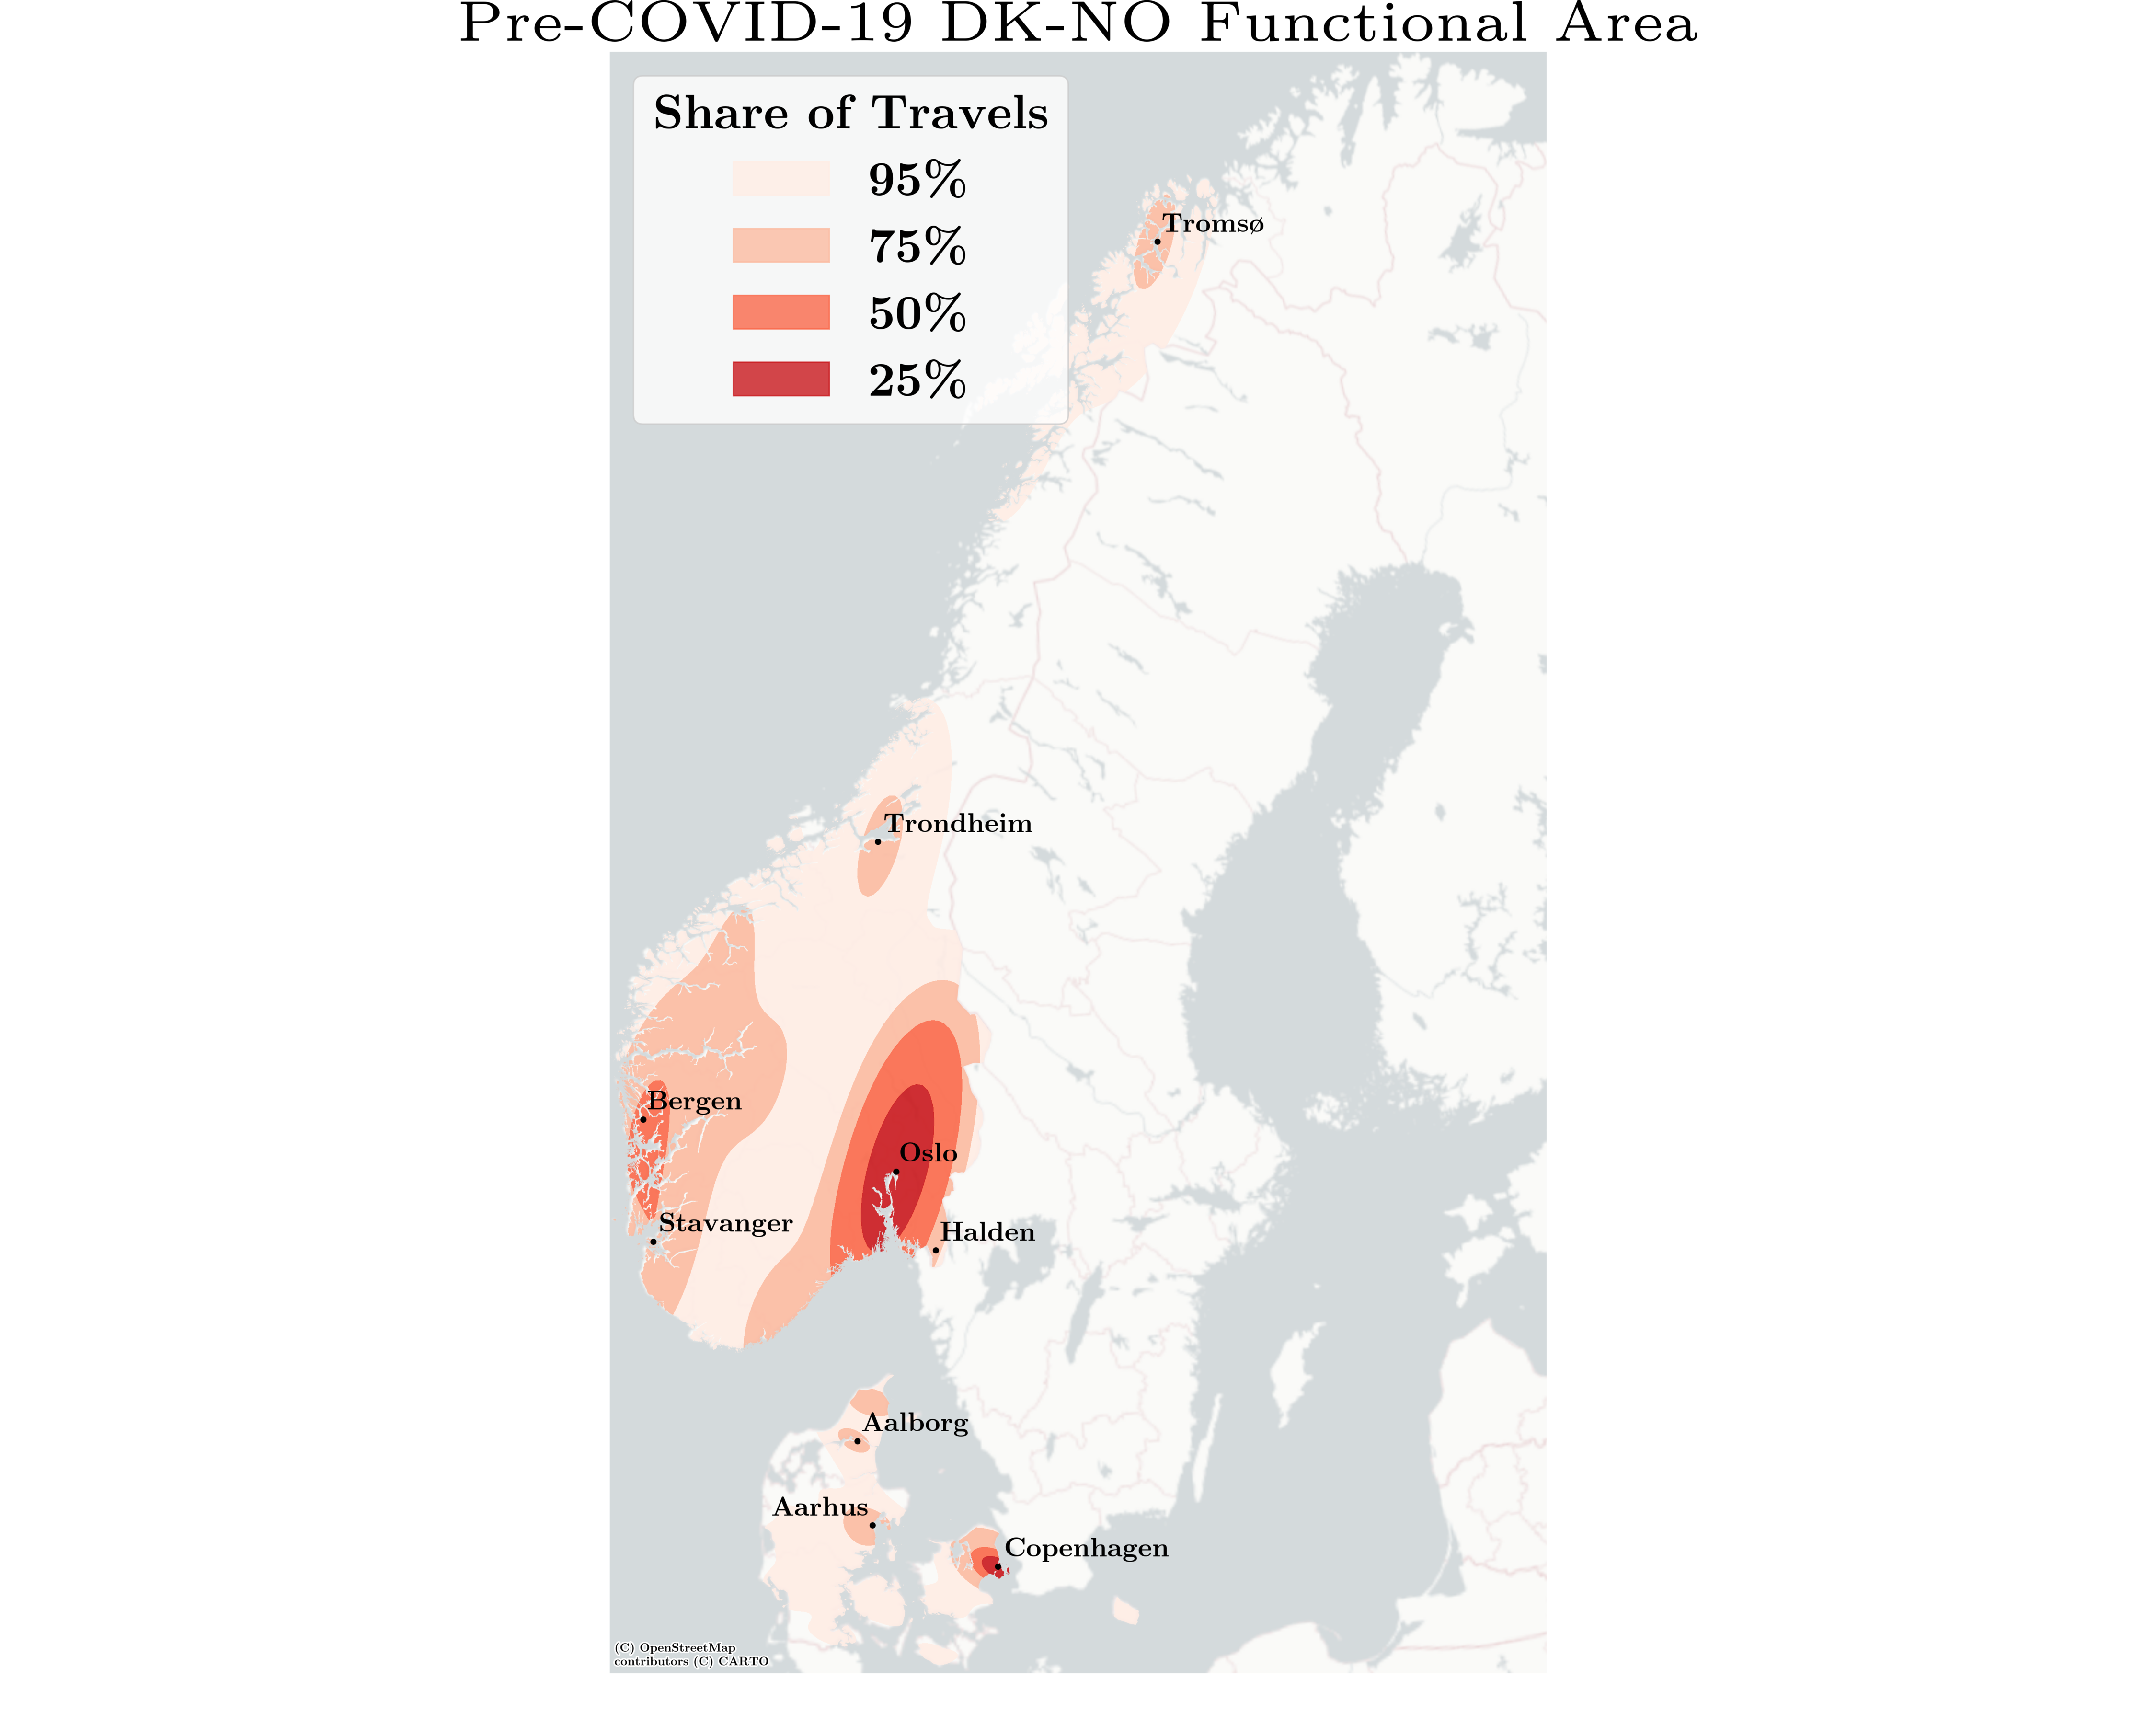 Pre-COVID-19 DK-NO Functional Area
Share of Travels
95%
75%
50%
25%
Tromsø
Trondheim
Bergen
Oslo
Stavanger
Halden
Aalborg
Aarhus
Copenhagen
(C) OpenStreetMap
contributors (C) CARTO